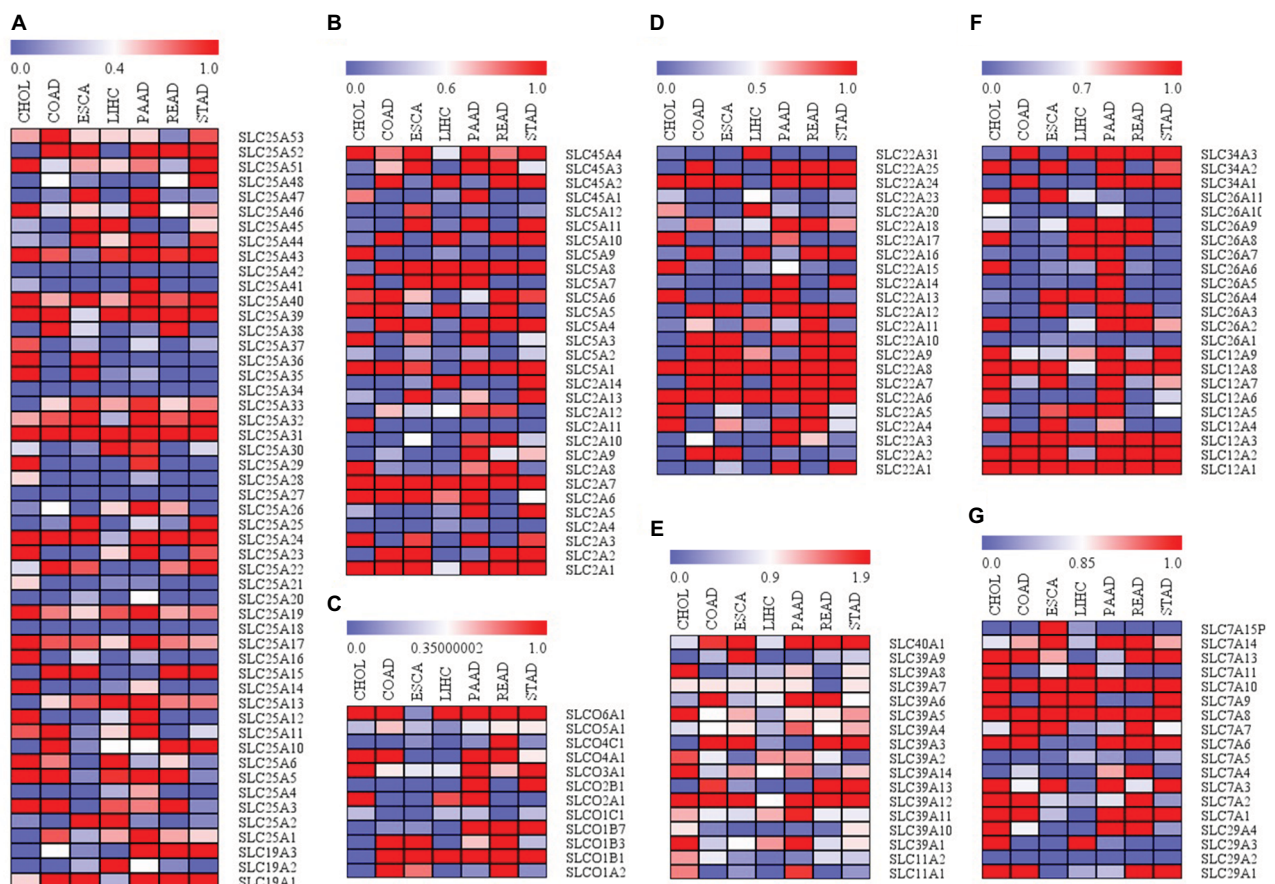 A
0.0 0.4 1.0
CHOL COAD ESCA LIHC PAAD READ STAD
SLC25A53
SLC25A52
SLC25A51
SLC25A48
SLC25A47
SLC25A46
SLC25A45
SLC25A44
SLC25A43
SLC25A42
SLC25A41
SLC25A40
SLC25A39
SLC25A38
SLC25A37
SLC25A36
SLC25A35
SLC25A34
SLC25A33
SLC25A32
SLC25A31
SLC25A30
SLC25A29
SLC25A28
SLC25A27
SLC25A26
SLC25A25
SLC25A24
SLC25A23
SLC25A22
SLC25A21
SLC25A20
SLC25A19
SLC25A18
SLC25A17
SLC25A16
SLC25A15
SLC25A14
SLC25A13
SLC25A12
SLC25A11
SLC25A10
SLC25A6
SLC25A5
SLC25A4
SLC25A3
SLC25A2
SLC25A1
SLC19A3
SLC19A2
SLC19A1
B
0.0 0.6 1.0
CHOL COAD ESCA LIHC PAAD READ STAD
SLC45A4
SLC45A3
SLC45A2
SLC45A1
SLC5A12
SLC5A11
SLC5A10
SLC5A9
SLC5A8
SLC5A7
SLC5A6
SLC5A5
SLC5A4
SLC5A3
SLC5A2
SLC5A1
SLC2A14
SLC2A13
SLC2A12
SLC2A11
SLC2A10
SLC2A9
SLC2A8
SLC2A7
SLC2A6
SLC2A5
SLC2A4
SLC2A3
SLC2A2
SLC2A1
C
0.0 0.35000002 1.0
CHOL COAD ESCA LIHC PAAD READ STAD
SLCO6A1
SLCO5A1
SLCO4C1
SLCO4A1
SLCO3A1
SLCO2B1
SLCO2A1
SLCO1C1
SLCO1B7
SLCO1B3
SLCO1B1
SLCO1A2
D
0.0 0.5 1.0
CHOL COAD ESCA LIHC PAAD READ STAD
SLC22A31
SLC22A25
SLC22A24
SLC22A23
SLC22A20
SLC22A18
SLC22A17
SLC22A16
SLC22A15
SLC22A14
SLC22A13
SLC22A12
SLC22A11
SLC22A10
SLC22A9
SLC22A8
SLC22A7
SLC22A6
SLC22A5
SLC22A4
SLC22A3
SLC22A2
SLC22A1
E
0.0 0.9 1.9
CHOL COAD ESCA LIHC PAAD READ STAD
SLC40A1
SLC39A9
SLC39A8
SLC39A7
SLC39A6
SLC39A5
SLC39A4
SLC39A3
SLC39A2
SLC39A14
SLC39A13
SLC39A12
SLC39A11
SLC39A10
SLC39A1
SLC11A2
SLC11A1
F
0.0 0.7 1.0
CHOL COAD ESCA LIHC PAAD READ STAD
SLC34A3
SLC34A2
SLC34A1
SLC26A11
SLC26A10
SLC26A9
SLC26A8
SLC26A7
SLC26A6
SLC26A5
SLC26A4
SLC26A3
SLC26A2
SLC26A1
SLC12A9
SLC12A8
SLC12A7
SLC12A6
SLC12A5
SLC12A4
SLC12A3
SLC12A2
SLC12A1
G
0.0 0.85 1.0
CHOL COAD ESCA LIHC PAAD READ STAD
SLC7A15P
SLC7A14
SLC7A13
SLC7A11
SLC7A10
SLC7A9
SLC7A8
SLC7A7
SLC7A6
SLC7A5
SLC7A4
SLC7A3
SLC7A2
SLC7A1
SLC29A4
SLC29A3
SLC29A2
SLC29A1